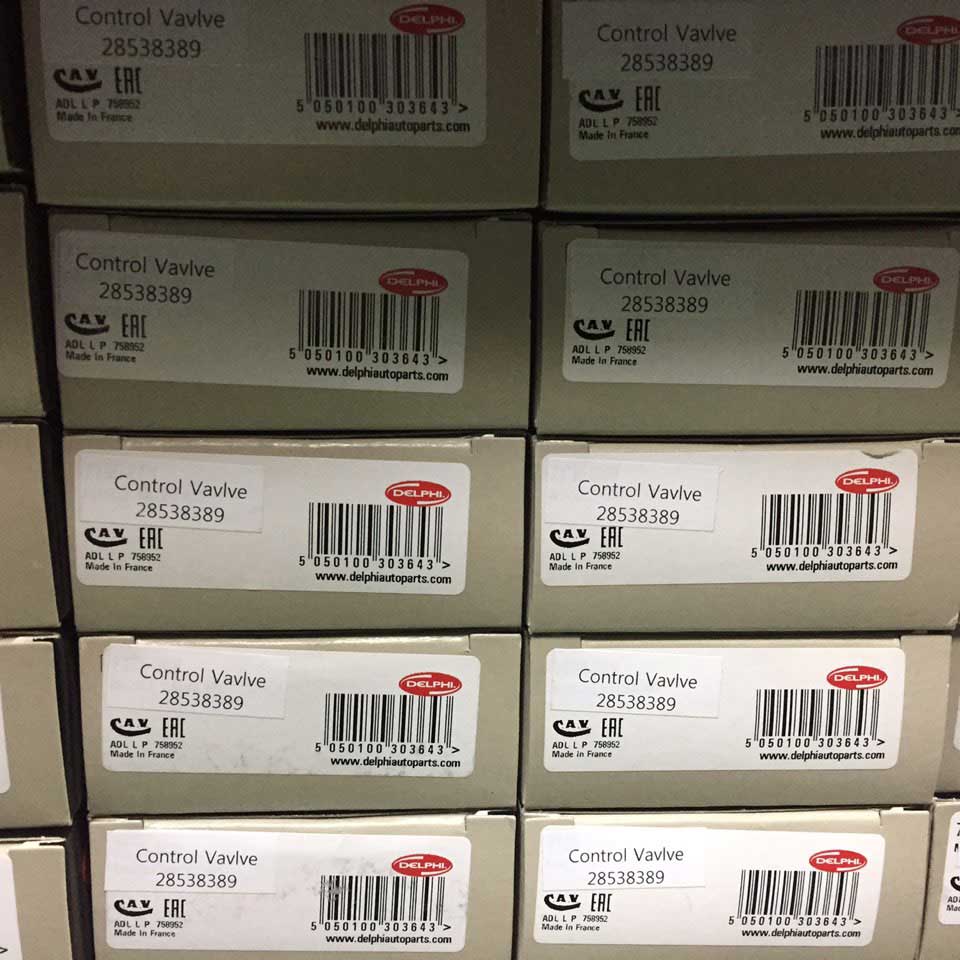 Control Vavlve
28538389
DELPHI
CAV EAC
ADL L P 758952
Made In France
5 050100 303643 >
www.delphiautoparts.com
Control Vavlve
28538389
DELPHI
CAV EAC
ADL L P 758952
Made In France
5 050100 303643 >
www.delphiautoparts.com
Control Vavlve
28538389
DELPHI
CAV EAC
ADL L P 758952
Made In France
5 050100 303643 >
www.delphiautoparts.com
Control Vavlve
28538389
DELPHI
CAV EAC
ADL L P 758952
Made In France
5 050100 303643 >
www.delphiautoparts.com
Control Vavlve
28538389
DELPHI
CAV EAC
ADL L P 758952
Made In France
5 050100 303643 >
www.delphiautoparts.com
Control Vavlve
28538389
DELPHI
CAV EAC
ADL L P 758952
Made In France
5 050100 303643 >
www.delphiautoparts.com
Control Vavlve
28538389
DELPHI
CAV EAC
ADL L P 758952
Made In France
5 050100 303643 >
www.delphiautoparts.com
Control Vavlve
28538389
DELPHI
CAV EAC
ADL L P 758952
Made In France
5 050100 303643 >
www.delphiautoparts.com
Control Vavlve
28538389
DELPHI
CAV EAC
ADL L P 758952
Made In France
5 050100 303643 >
www.delphiautoparts.com
Control Vavlve
28538389
DELPHI
CAV EAC
ADL L P 758952
Made In France
5 050100 303643 >
www.delphiautoparts.com